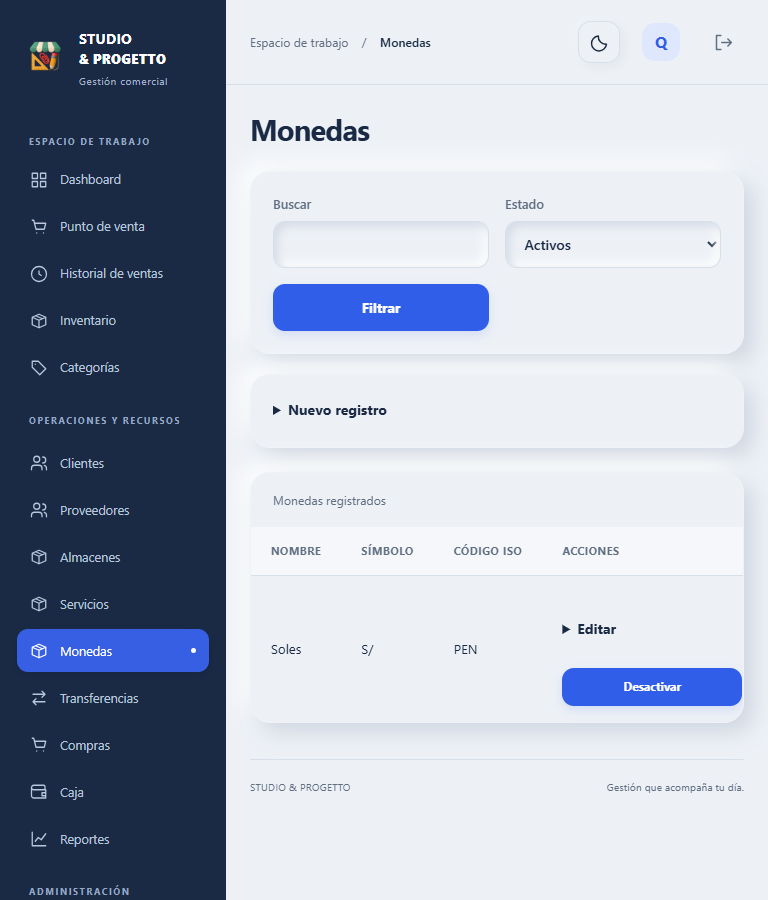 STUDIO
& PROGETTO
Gestión comercial
ESPACIO DE TRABAJO
Dashboard
Punto de venta
Historial de ventas
Inventario
Categorías
OPERACIONES Y RECURSOS
Clientes
Proveedores
Almacenes
Servicios
Monedas
Transferencias
Compras
Caja
Reportes
ADMINISTRACIÓN
Espacio de trabajo / Monedas
Q
Monedas
Buscar
Estado
Activos
Filtrar
Nuevo registro
Monedas registrados
NOMBRE SÍMBOLO CÓDIGO ISO ACCIONES
Soles S/ PEN
Editar
Desactivar
STUDIO & PROGETTO
Gestión que acompaña tu día.